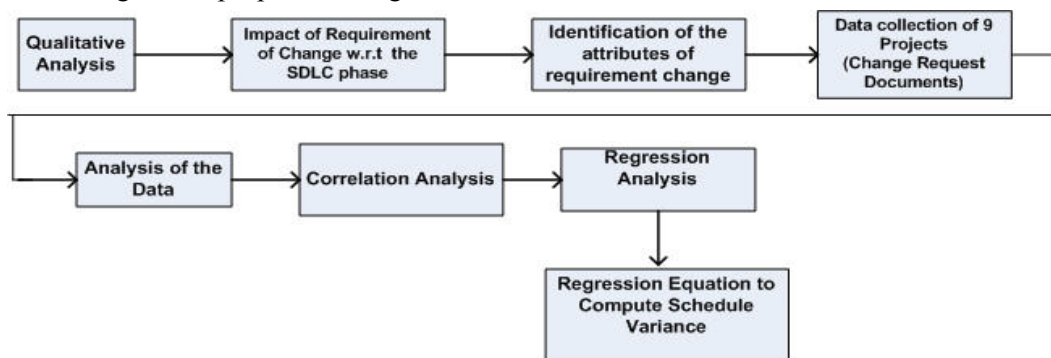 Qualitative
Analysis
Impact of Requirement
of Change w.r.t the
SDLC phase
Identification of the
attributes of
requirement change
Data collection of 9
Projects
(Change Request
Documents)
Analysis of the
Data
Correlation Analysis
Regression
Analysis
Regression Equation to
Compute Schedule
Variance